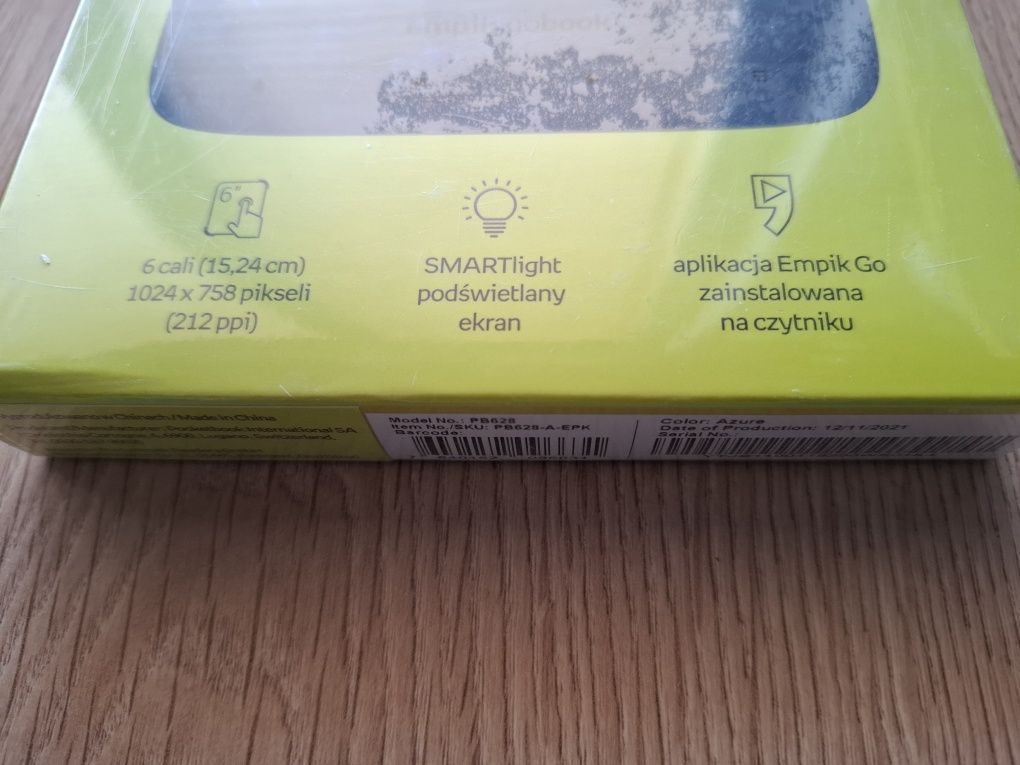 6"
6 cali (15,24 cm)
1024 x 758 pikseli
(212 ppi)
SMARTlight
podświetlany
ekran
aplikacja Empik Go
zainstalowana
na czytniku
w Chinach / Made in China
Pocketbook International SA
Lugano, Switzerland.
Model No.: PB628
Item No./SKU: PB628-A-EPK
Barcode:
Color: Azure
Date of Production: 12/11/2021
Serial No.